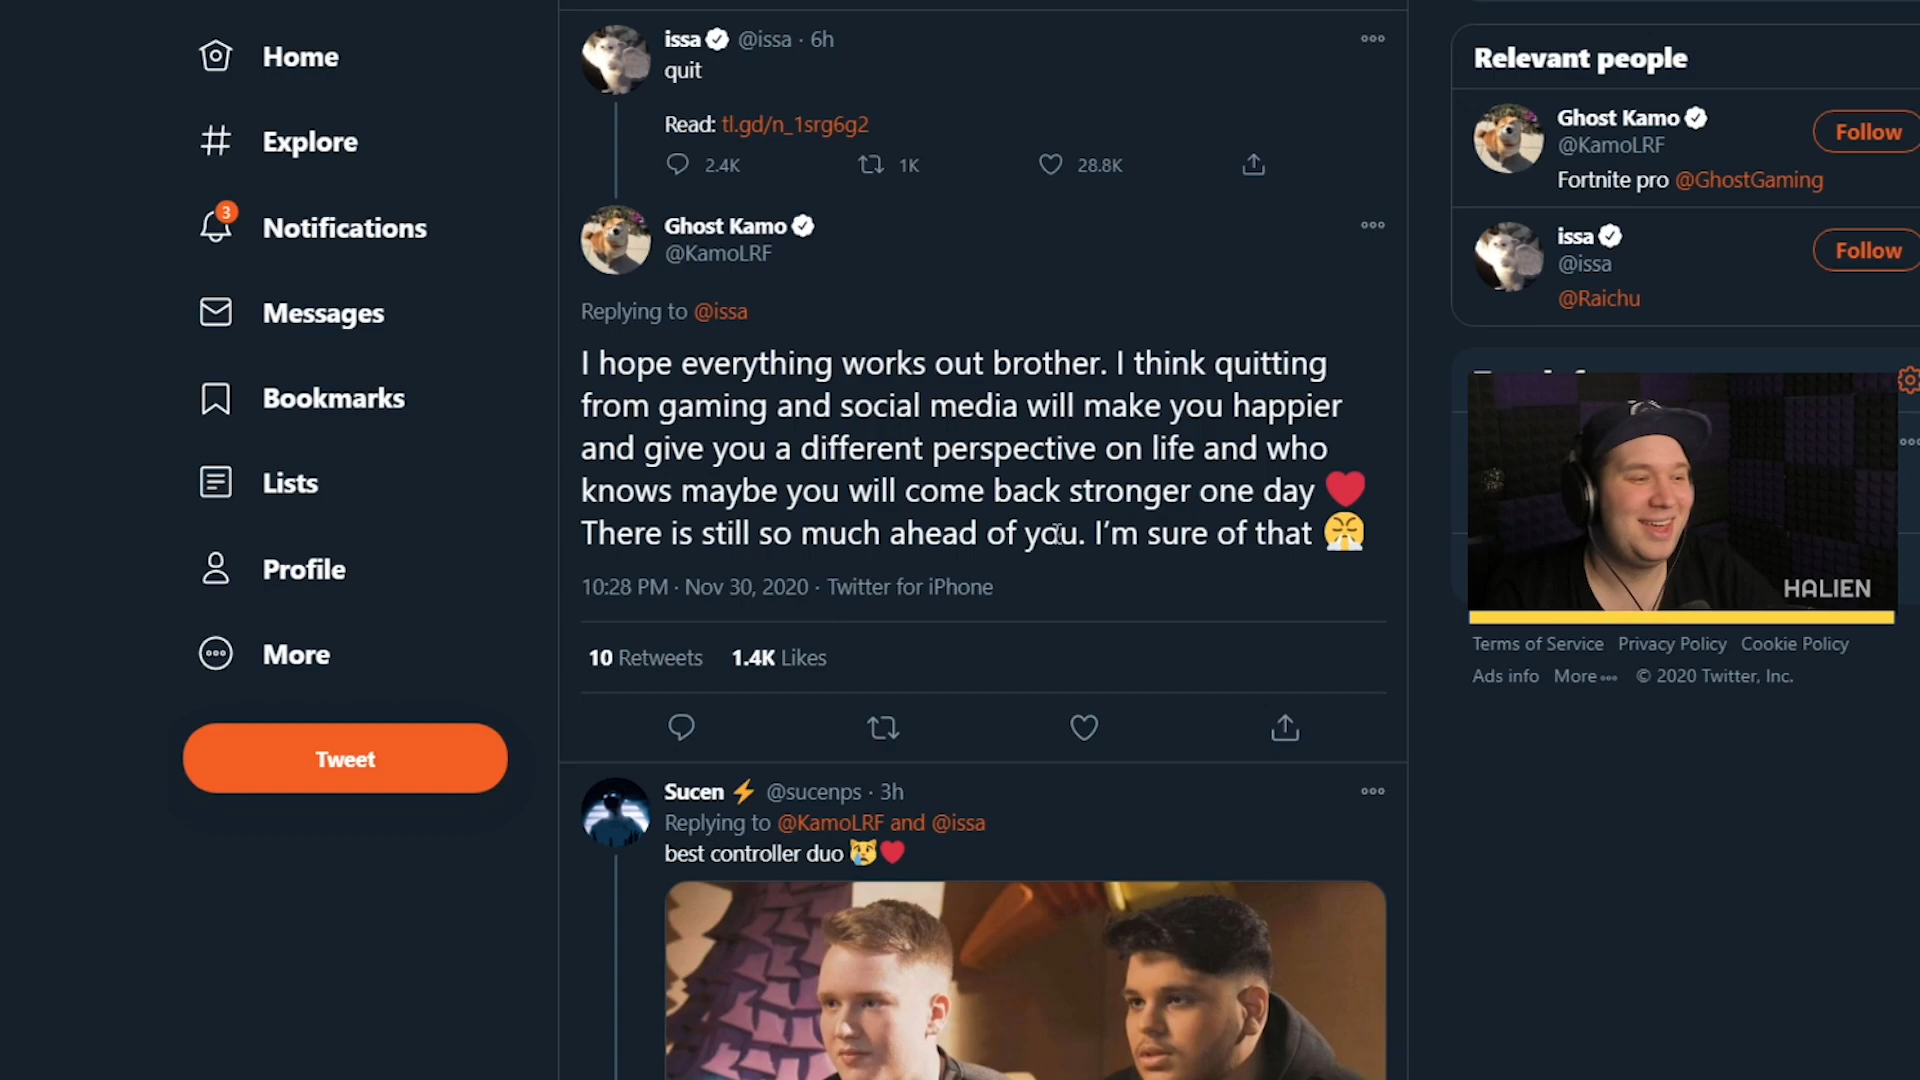 Home
Explore
3
Notifications
Messages
Bookmarks
Lists
Profile
More
Tweet
issa @issa · 6h
quit
Read: tl.gd/n_1srg6g2
2.4K 1K 28.8K
Ghost Kamo
@KamoLRF
Replying to @issa
I hope everything works out brother. I think quitting
from gaming and social media will make you happier
and give you a different perspective on life and who
knows maybe you will come back stronger one day ❤️
There is still so much ahead of you. I’m sure of that 😤
10:28 PM · Nov 30, 2020 · Twitter for iPhone
10 Retweets 1.4K Likes
Sucen ⚡ @sucenps · 3h
Replying to @KamoLRF and @issa
best controller duo 😿❤️
Relevant people
Ghost Kamo
@KamoLRF
Follow
Fortnite pro @GhostGaming
issa
@issa
Follow
@Raichu
HALIEN
Terms of Service Privacy Policy Cookie Policy
Ads info More © 2020 Twitter, Inc.